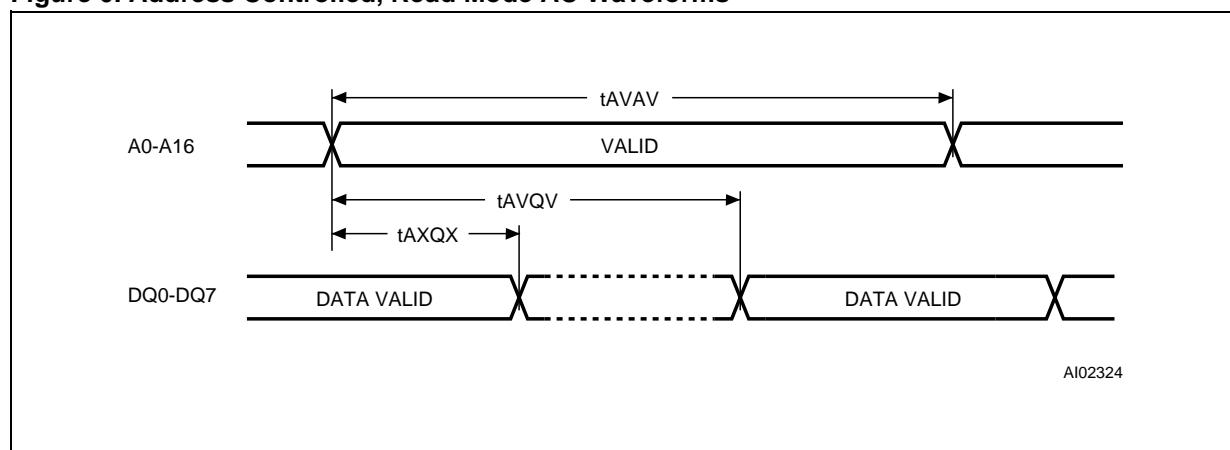 Figure 6. Address Controlled, Read Mode AC Waveforms
tAVAV
A0-A16 VALID
tAVQV
tAXQX
DQ0-DQ7 DATA VALID DATA VALID
AI02324